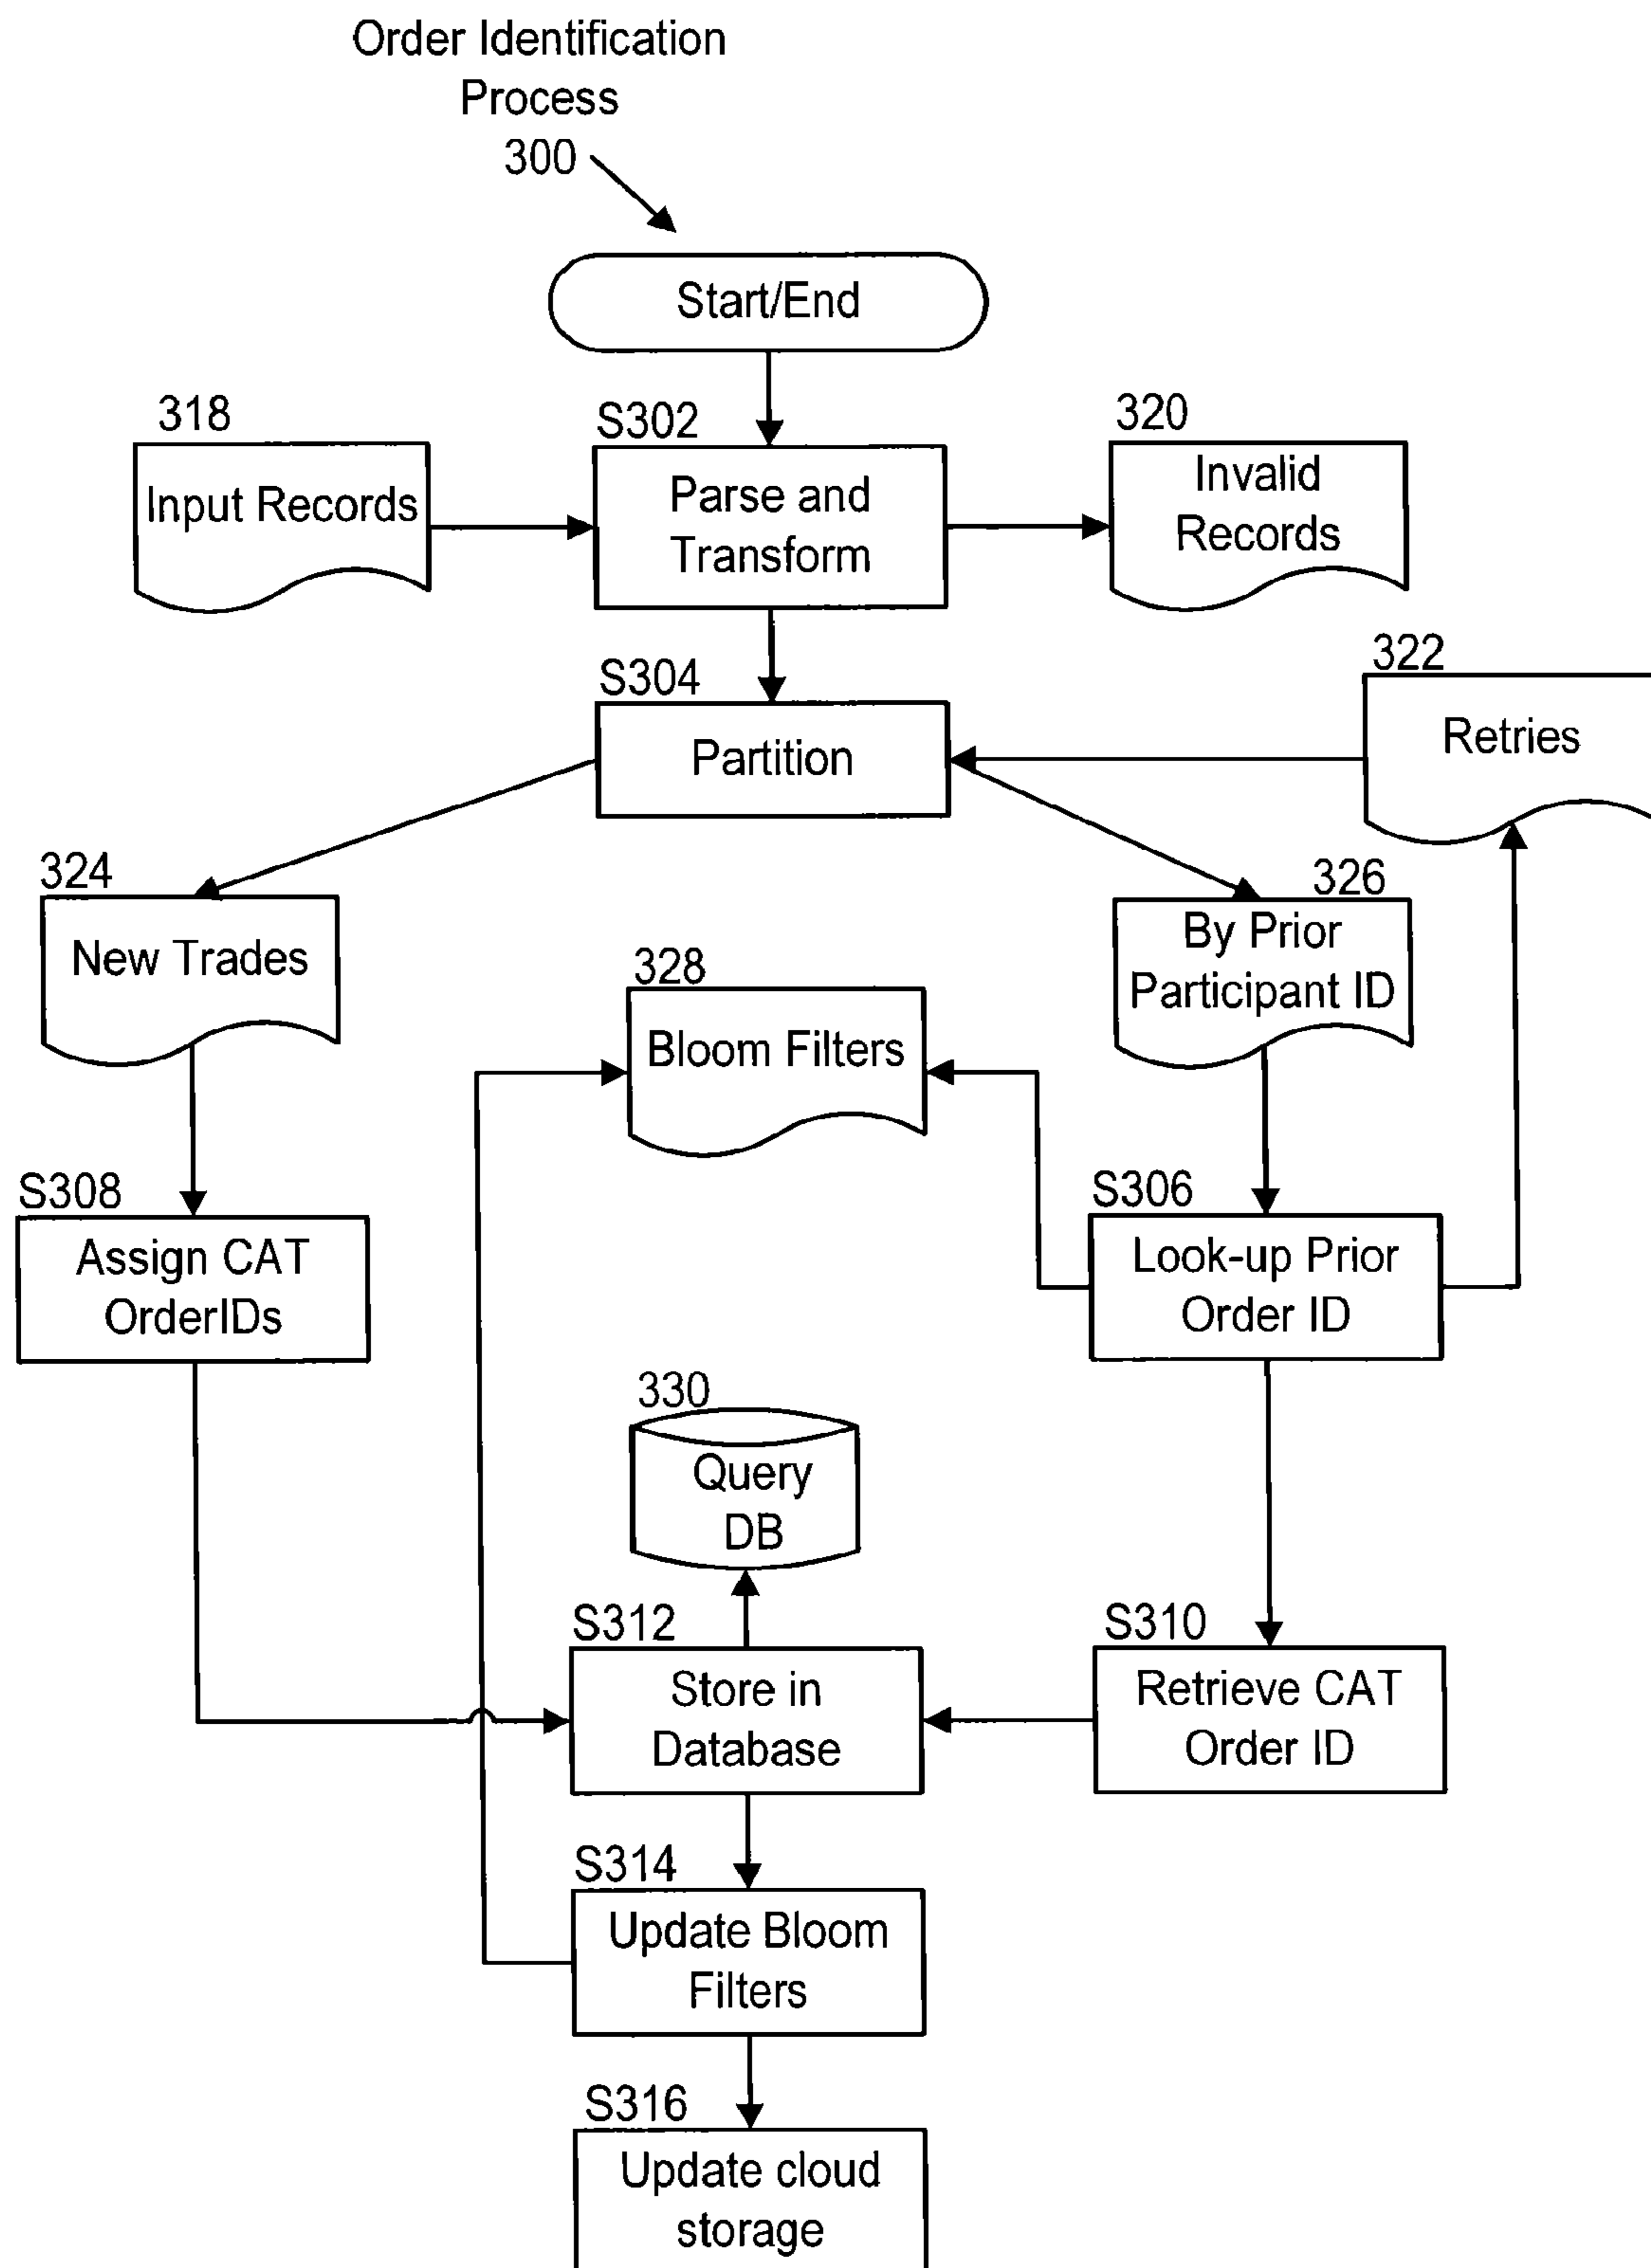 Order Identification
Process
300
Start/End
318
Input Records
S302
Parse and
Transform
320
Invalid
Records
S304
Partition
322
Retries
324
New Trades
326
By Prior
Participant ID
328
Bloom Filters
S308
Assign CAT
OrderIDs
S306
Look-up Prior
Order ID
330
Query
DB
S312
Store in
Database
S310
Retrieve CAT
Order ID
S314
Update Bloom
Filters
S316
Update cloud
storage